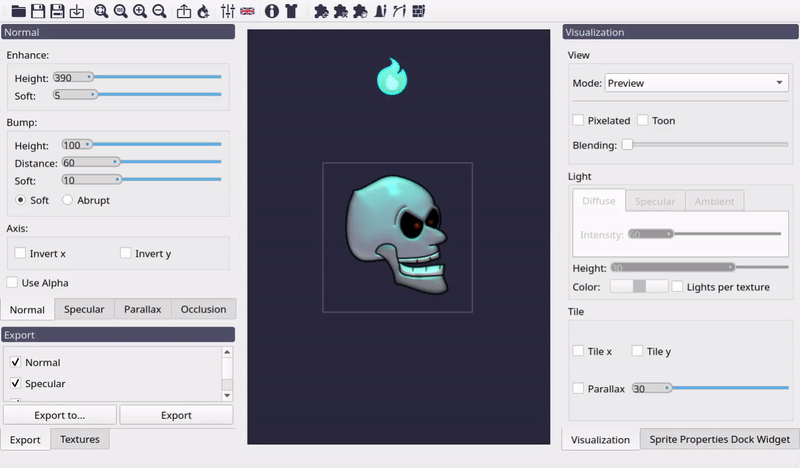 Normal
Enhance:
Height: 390
Soft: 5
Bump:
Height: 100
Distance: 60
Soft: 10
Soft Abrupt
Axis:
Invert x Invert y
Use Alpha
Normal Specular Parallax Occlusion
Export
Normal
Specular
Export to... Export
Export Textures
Visualization
View
Mode: Preview
Pixelated Toon
Blending:
Light
Diffuse Specular Ambient
Intensity: 60
Height:
Color: Lights per texture
Tile
Tile x Tile y
Parallax 30
Visualization Sprite Properties Dock Widget